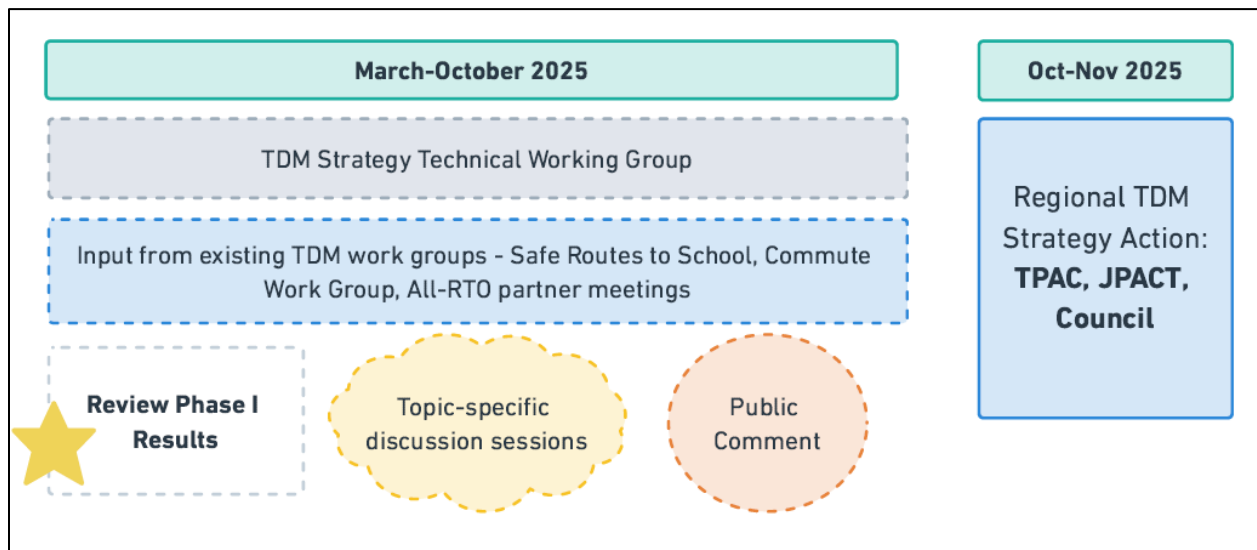 March-October 2025
Oct-Nov 2025
TDM Strategy Technical Working Group
Input from existing TDM work groups - Safe Routes to School, Commute
Work Group, All-RTO partner meetings
Review Phase I
Results
Topic-specific
discussion sessions
Public
Comment
Regional TDM
Strategy Action:
TPAC, JPACT,
Council